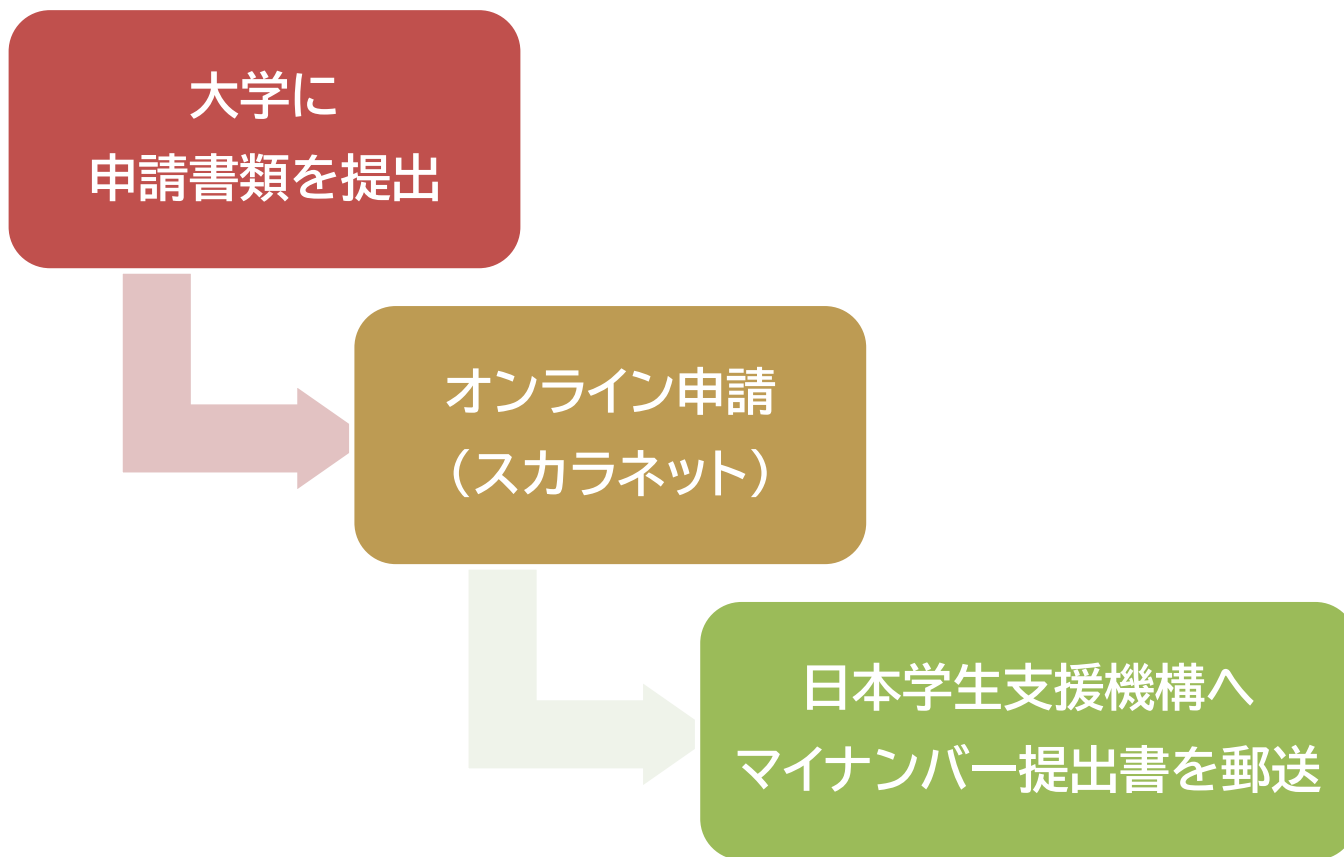 大学に
申請書類を提出
オンライン申請
（スカラネット）
日本学生支援機構へ
マイナンバー提出書を郵送